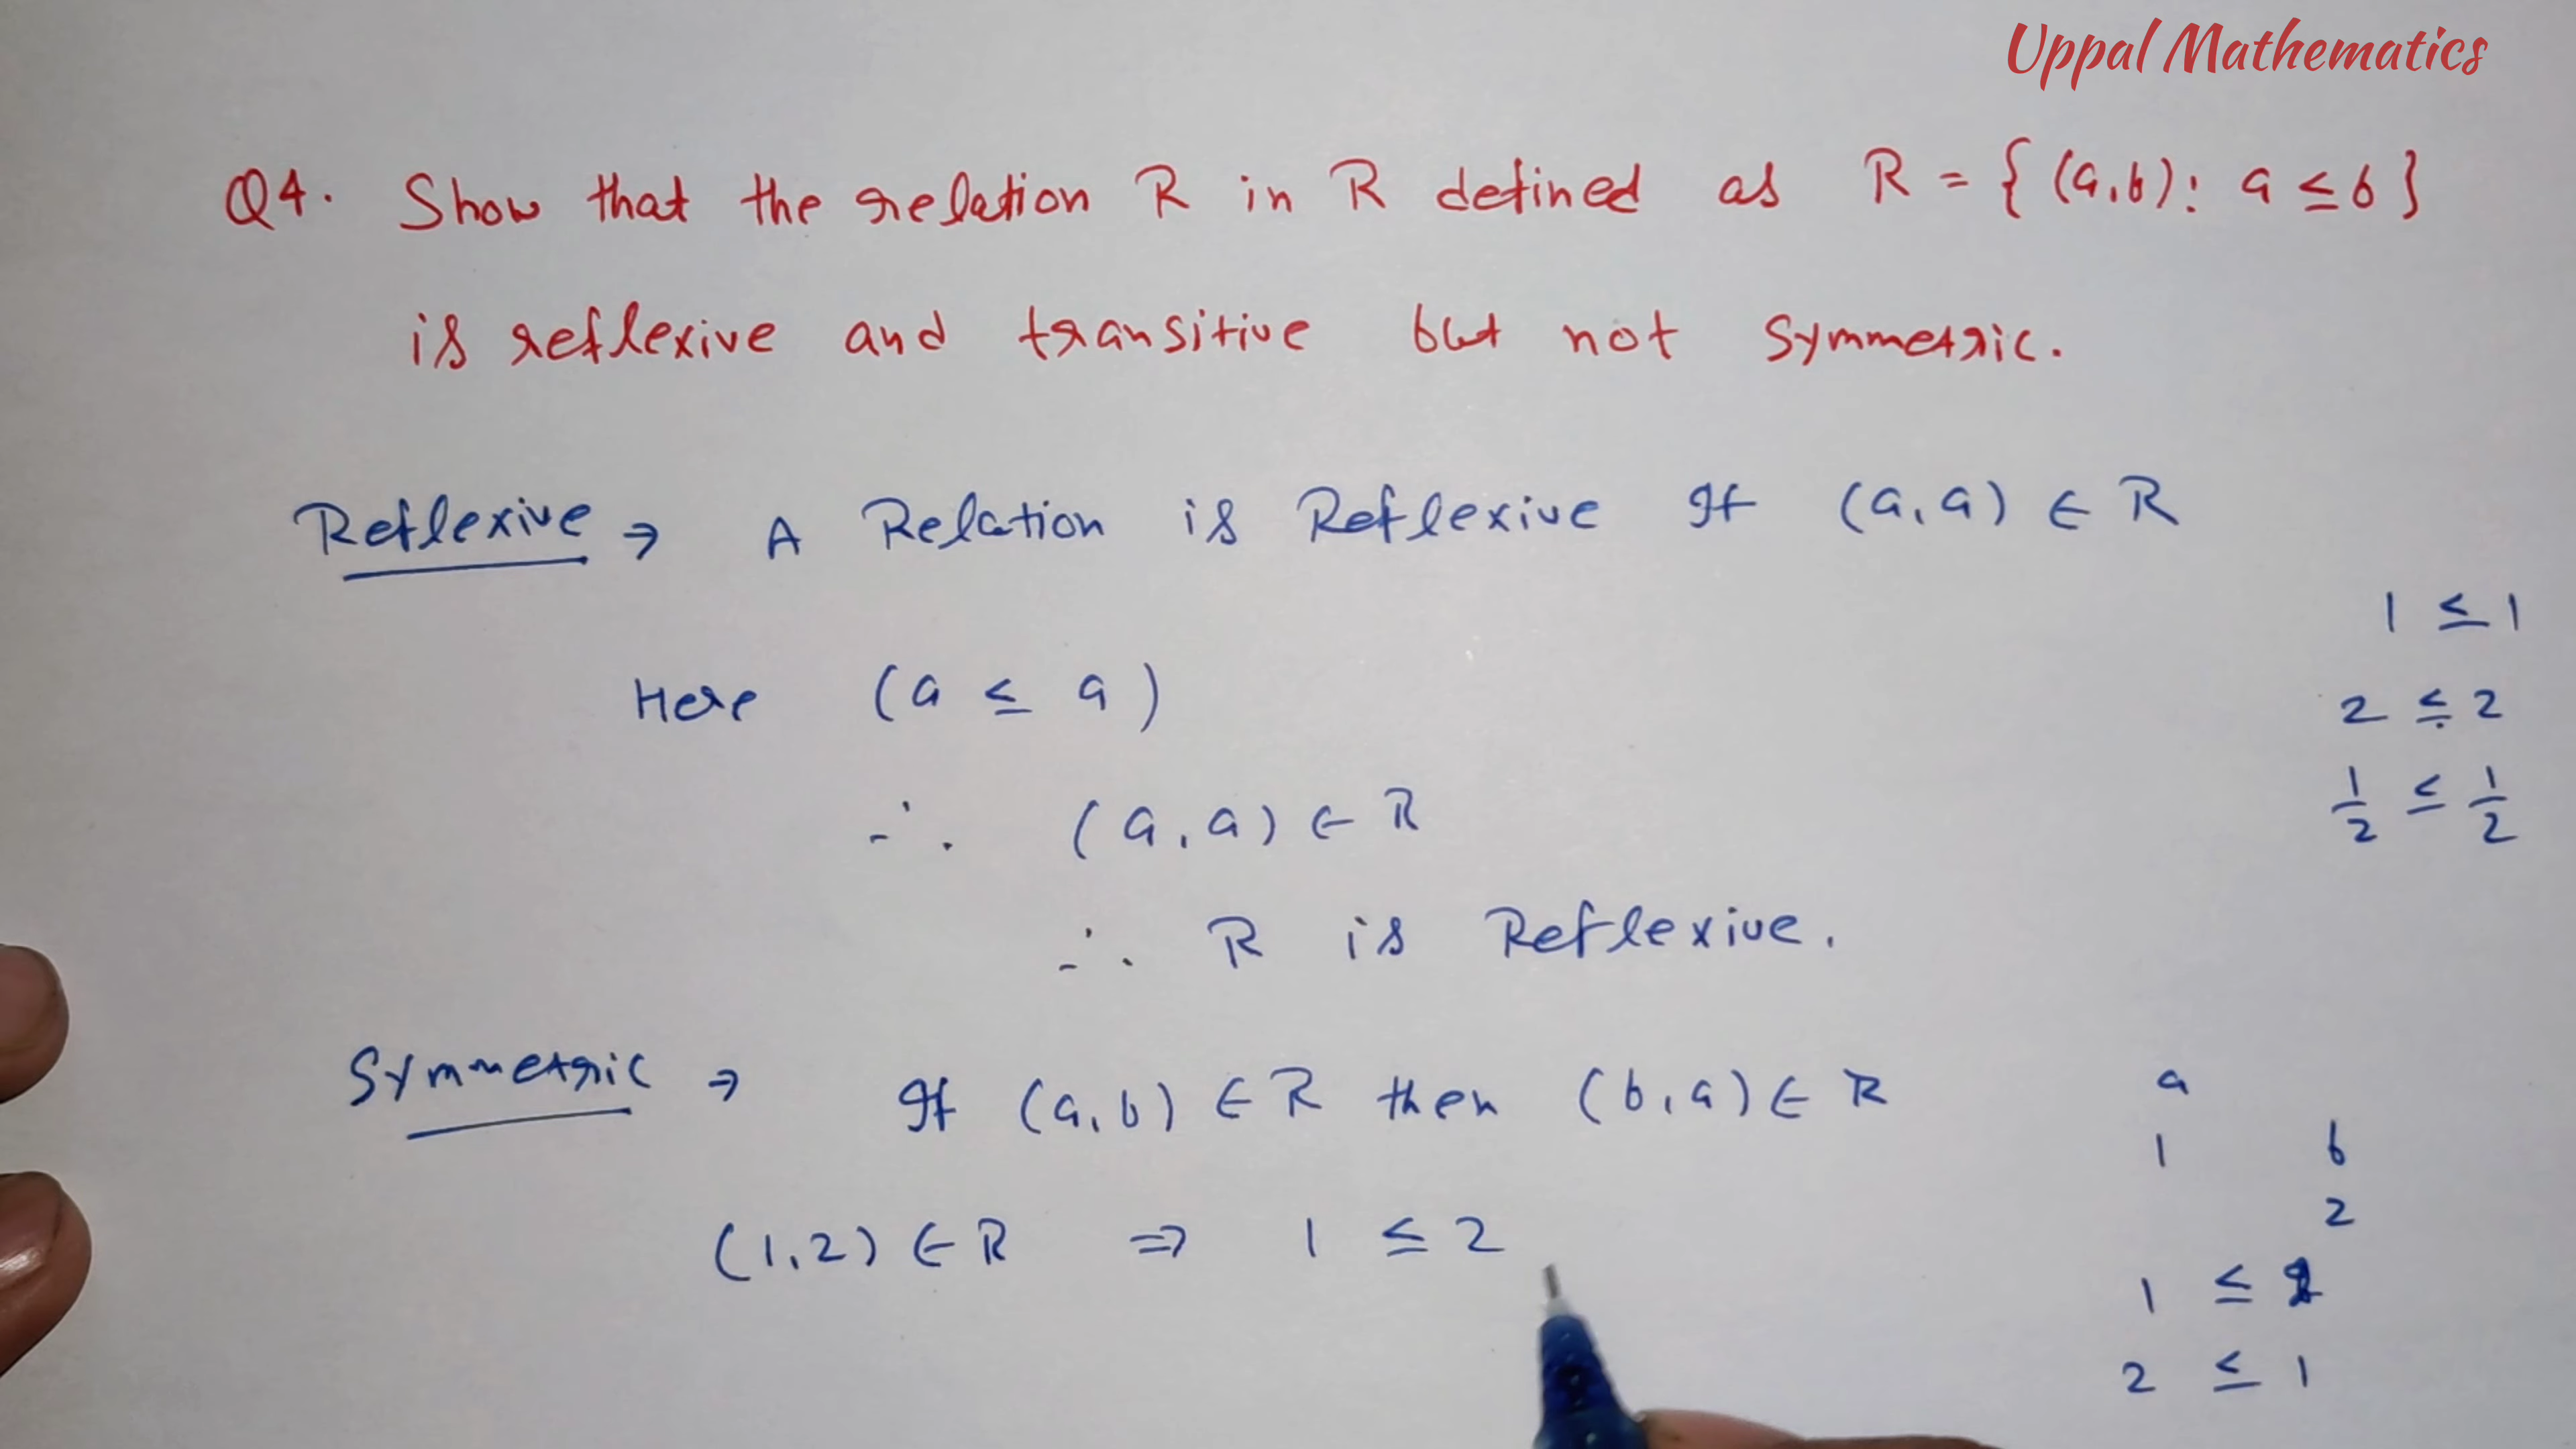 Uppal Mathematics
Q4. Show that the relation R in R defined as R = { (a,b): a ≤ b }
is reflexive and transitive but not symmetric.
Reflexive → A Relation is Reflexive If (a,a) ∈ R
1 ≤ 1
Here (a ≤ a)
2 ≤ 2
1/2 ≤ 1/2
∴ (a,a) ∈ R
∴ R is Reflexive.
Symmetric → If (a,b) ∈ R then (b,a) ∈ R
a
1 b
2
(1,2) ∈ R ⇒ 1 ≤ 2
1 ≤ 2
2 ≤ 1